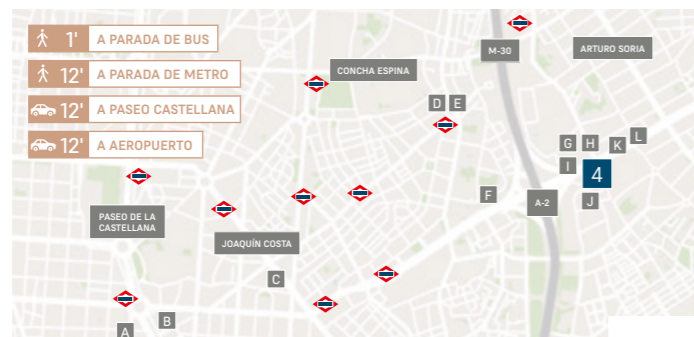 1' A PARADA DE BUS
12' A PARADA DE METRO
12' A PASEO CASTELLANA
12' A AEROPUERTO
M-30
ARTURO SORIA
CONCHA ESPINA
D E
G H K L
I
4
F
A-2
J
PASEO DE LA
CASTELLANA
JOAQUÍN COSTA
C
B
A